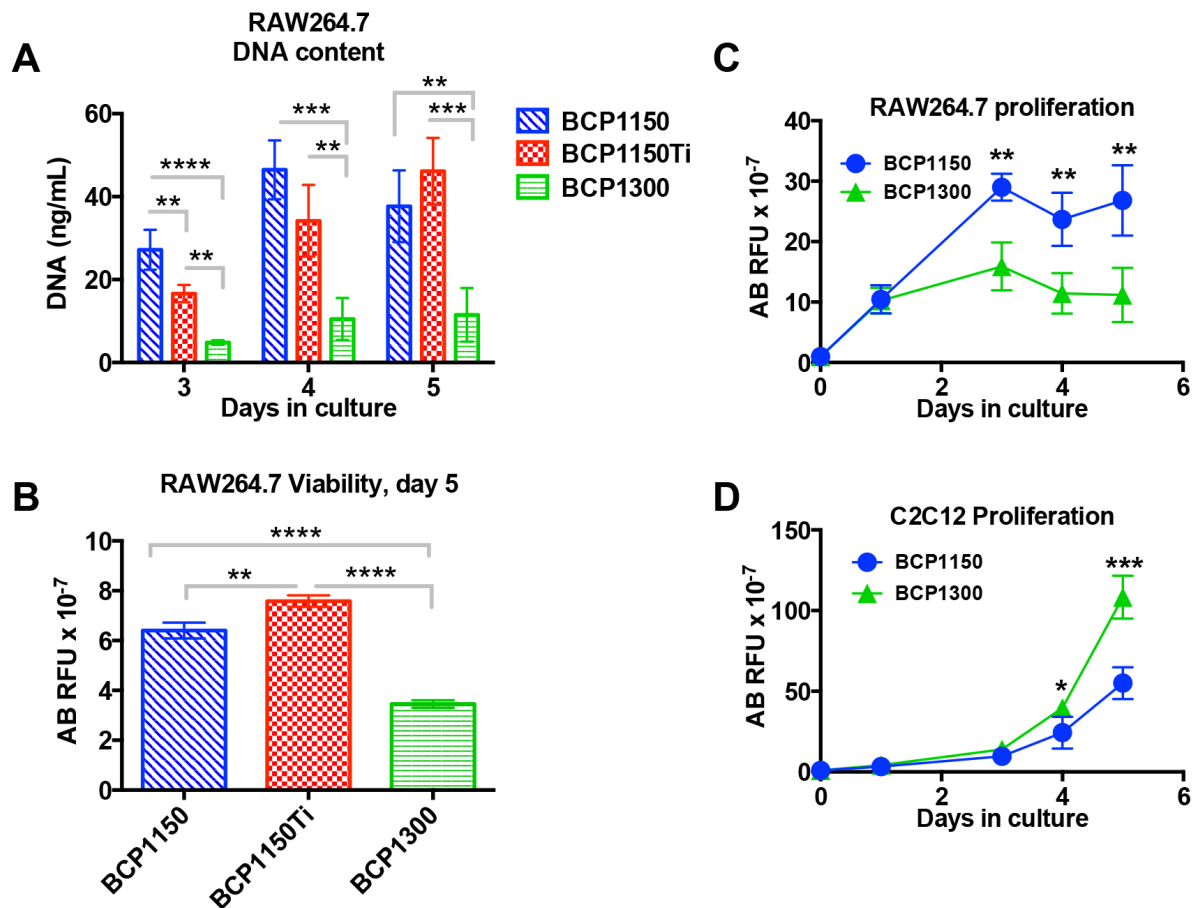 A
RAW264.7
DNA content
DNA (ng/mL)
60
40
20
0
****
**
**
***
**
**
***
3
4
5
Days in culture
BCP1150
BCP1150Ti
BCP1300
C
RAW264.7 proliferation
AB RFU x 10-7
40
30
20
10
0
BCP1150
BCP1300
**
**
**
0
2
4
6
Days in culture
B
RAW264.7 Viability, day 5
AB RFU x 10-7
10
8
6
4
2
0
****
**
****
BCP1150
BCP1150Ti
BCP1300
D
C2C12 Proliferation
AB RFU x 10-7
150
100
50
0
BCP1150
BCP1300
*
***
0
2
4
6
Days in culture